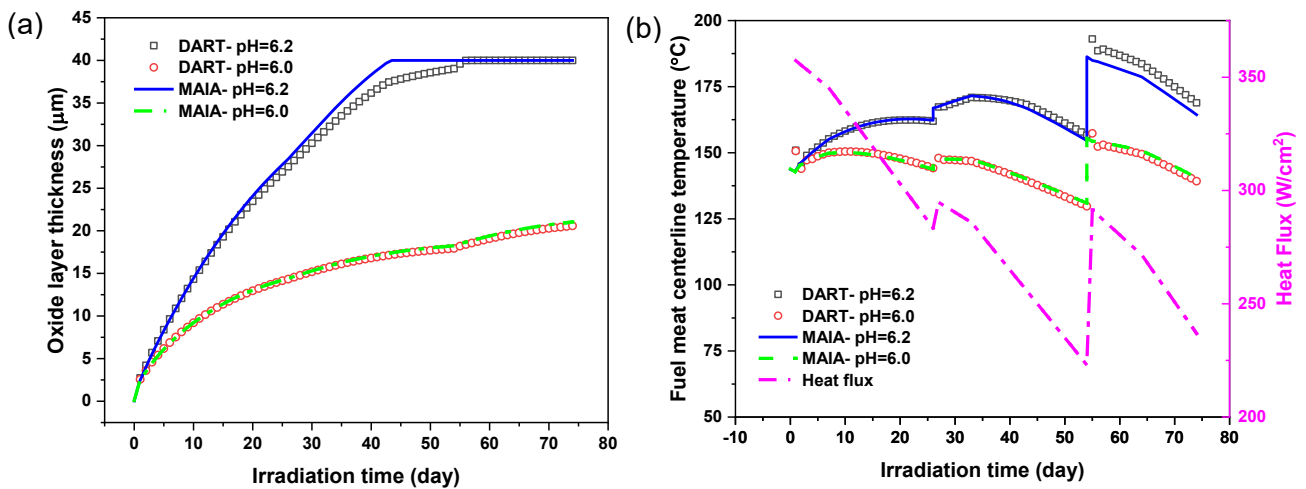 (a)
DART- pH=6.2
DART- pH=6.0
MAIA- pH=6.2
MAIA- pH=6.0
Oxide layer thickness (μm)
45
40
35
30
25
20
15
10
5
0
0 10 20 30 40 50 60 70 80
Irradiation time (day)
(b)
Fuel meat centerline temperature (°C)
200
175
150
125
100
75
50
DART- pH=6.2
DART- pH=6.0
MAIA- pH=6.2
MAIA- pH=6.0
Heat flux
-10 0 10 20 30 40 50 60 70 80
Irradiation time (day)
350
300
250
200
Heat Flux (W/cm²)